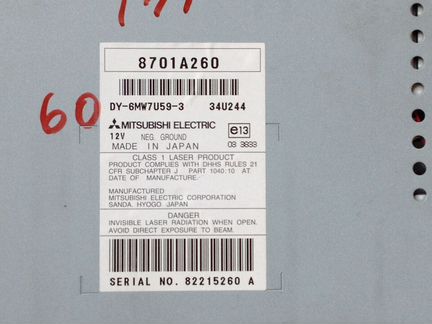 8701A260
DY-6MW7U59-3 34U244
MITSUBISHI ELECTRIC e13
12V NEG. GROUND
MADE IN JAPAN 03 3833
CLASS 1 LASER PRODUCT
PRODUCT COMPLIES WITH DHHS RULES 21
CFR SUBCHAPTER J PART 1040.10 AT
DATE OF MANUFACTURE.
MANUFACTURED
MITSUBISHI ELECTRIC CORPORATION
SANDA. HYOGO JAPAN
DANGER
INVISIBLE LASER RADIATION WHEN OPEN.
AVOID DIRECT EXPOSURE TO BEAM.
SERIAL NO. 82215260 A
60